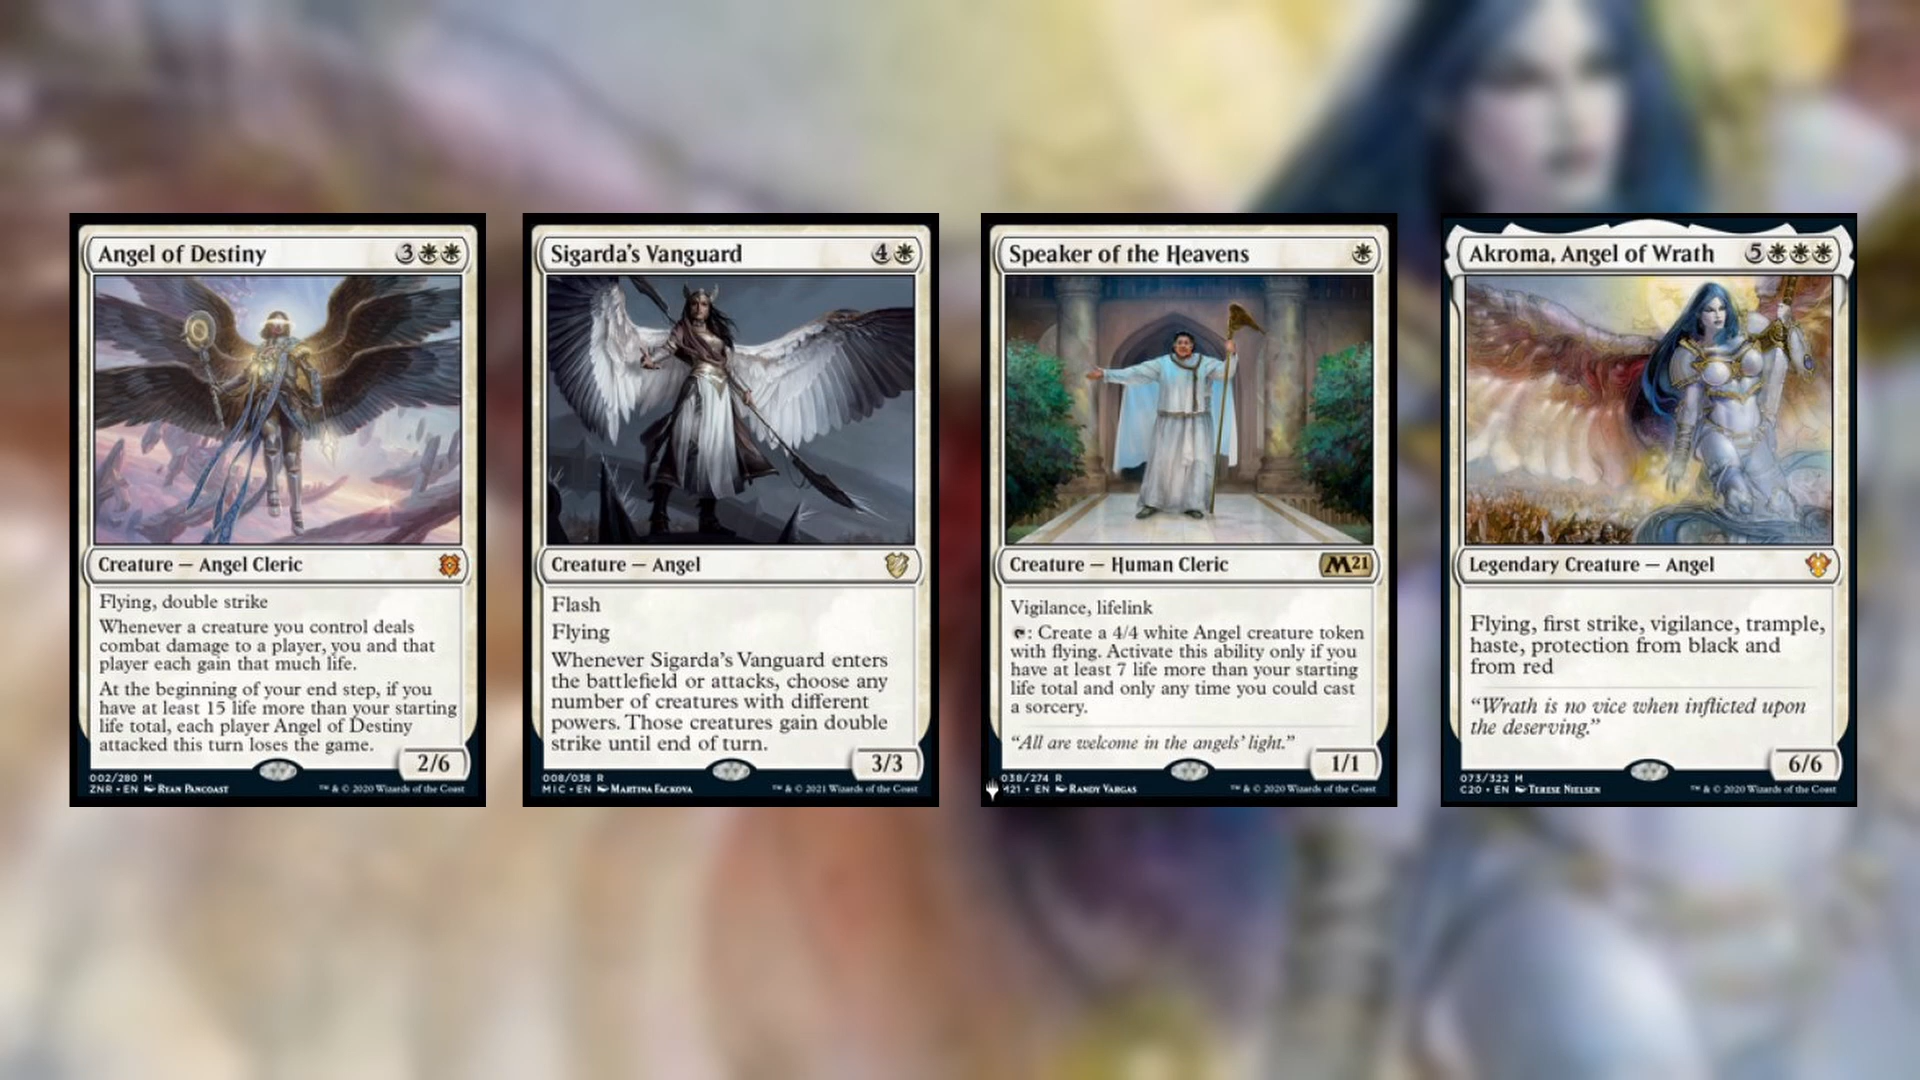 Angel of Destiny 3
Creature — Angel Cleric
Flying, double strike
Whenever a creature you control deals
combat damage to a player, you and that
player each gain that much life.
At the beginning of your end step, if you
have at least 15 life more than your starting
life total, each player Angel of Destiny
attacked this turn loses the game.
2/6
002/280 M
ZNR • EN Ryan Pancoast
™ & © 2020 Wizards of the Coast
Sigarda's Vanguard 4
Creature — Angel
Flash
Flying
Whenever Sigarda's Vanguard enters
the battlefield or attacks, choose any
number of creatures with different
powers. Those creatures gain double
strike until end of turn.
3/3
008/038 R
MIC • EN Martina Fackova
™ & © 2021 Wizards of the Coast
Speaker of the Heavens
Creature — Human Cleric M21
Vigilance, lifelink
: Create a 4/4 white Angel creature token
with flying. Activate this ability only if you
have at least 7 life more than your starting
life total and only any time you could cast
a sorcery.
“All are welcome in the angels' light.”
1/1
038/274 R
M21 • EN Randy Vargas
™ & © 2020 Wizards of the Coast
Akroma, Angel of Wrath 5
Legendary Creature — Angel
Flying, first strike, vigilance, trample,
haste, protection from black and
from red
“Wrath is no vice when inflicted upon
the deserving.”
6/6
073/322 M
C20 • EN Terese Nielsen
™ & © 2020 Wizards of the Coast